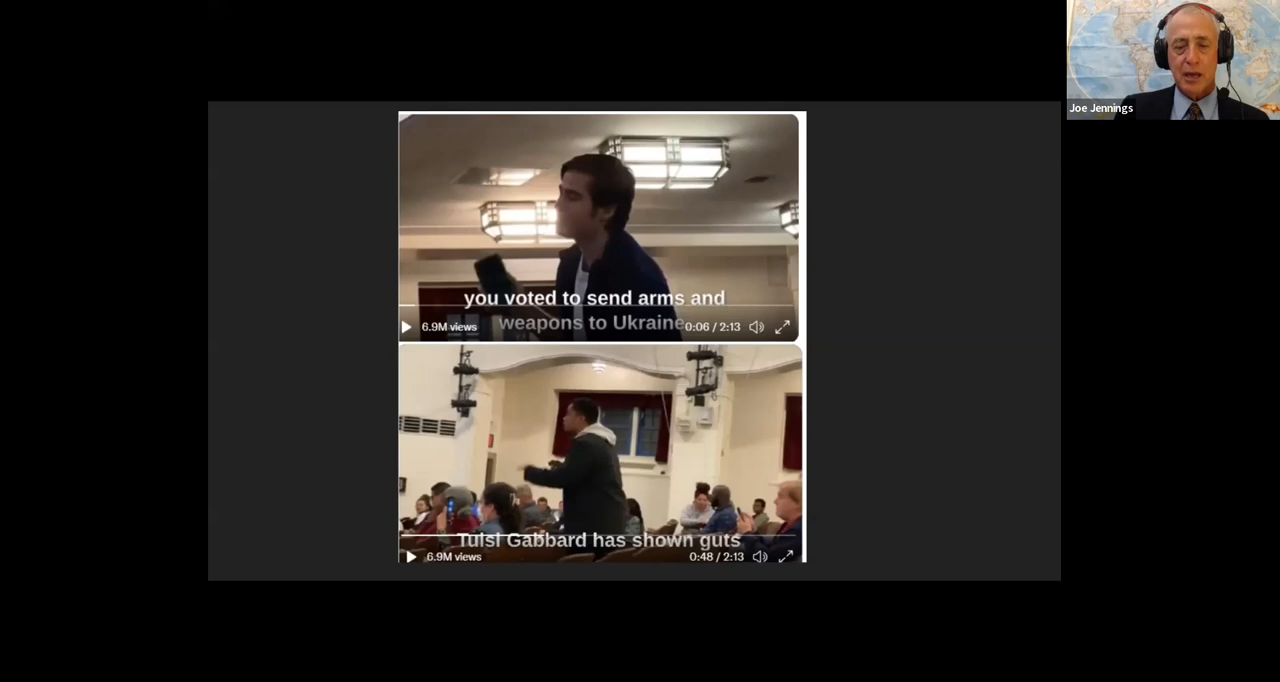 Joe Jennings
you voted to send arms and
weapons to Ukraine
6.9M views
0:06 / 2:13
Tulsi Gabbard has shown guts
6.9M views
0:48 / 2:13